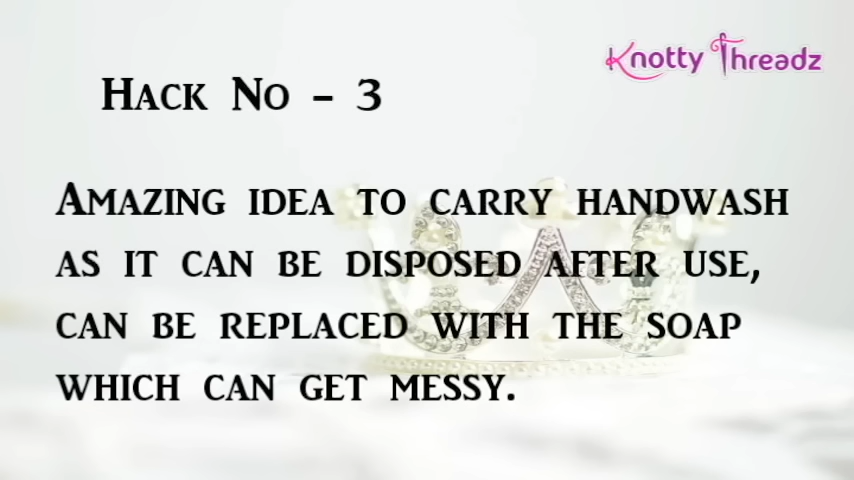 Knotty Threadz
Hack No - 3
Amazing idea to carry handwash
as it can be disposed after use,
can be replaced with the soap
which can get messy.